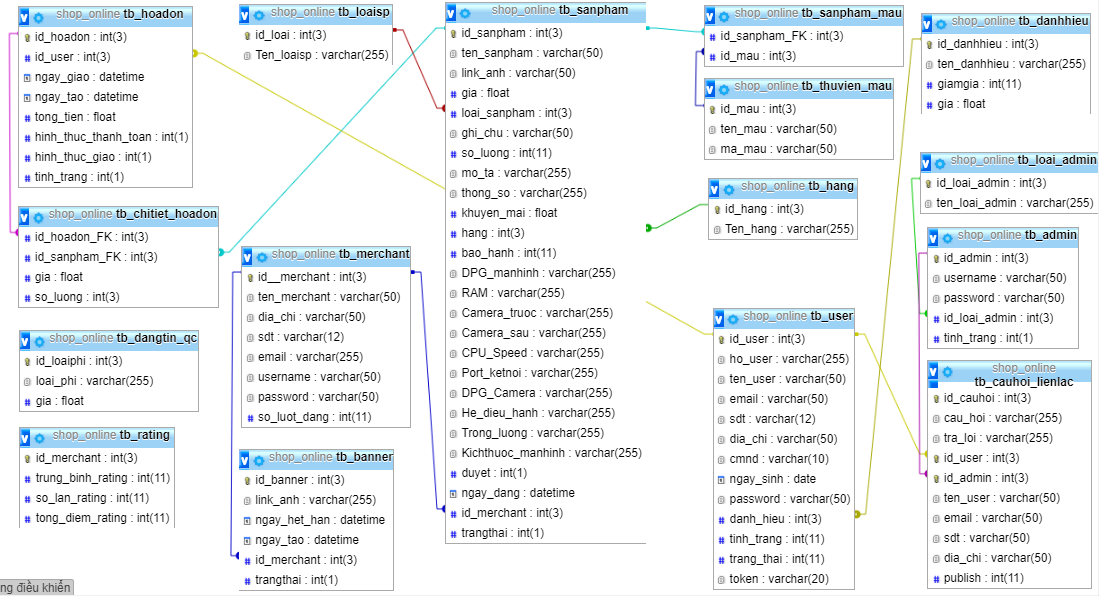 shop_online tb_hoadon
id_hoadon : int(3)
id_user : int(3)
ngay_giao : datetime
ngay_tao : datetime
tong_tien : float
hinh_thuc_thanh_toan : int(1)
hinh_thuc_giao : int(1)
tinh_trang : int(1)
shop_online tb_chitiet_hoadon
id_hoadon_FK : int(3)
id_sanpham_FK : int(3)
gia : float
so_luong : int(3)
shop_online tb_dangtin_qc
id_loaiphi : int(3)
loai_phi : varchar(255)
gia : float
shop_online tb_rating
id_merchant : int(3)
trung_binh_rating : int(11)
so_lan_rating : int(11)
tong_diem_rating : int(11)
ng điều khiển
shop_online tb_loaisp
id_loai : int(3)
Ten_loaisp : varchar(255)
shop_online tb_merchant
id__merchant : int(3)
ten_merchant : varchar(50)
dia_chi : varchar(50)
sdt : varchar(12)
email : varchar(255)
username : varchar(50)
password : varchar(50)
so_luot_dang : int(11)
shop_online tb_banner
id_banner : int(3)
link_anh : varchar(255)
ngay_het_han : datetime
ngay_tao : datetime
id_merchant : int(3)
trangthai : int(1)
shop_online tb_sanpham
id_sanpham : int(3)
ten_sanpham : varchar(50)
link_anh : varchar(50)
gia : float
loai_sanpham : int(3)
ghi_chu : varchar(50)
so_luong : int(11)
mo_ta : varchar(255)
thong_so : varchar(255)
khuyen_mai : float
hang : int(3)
bao_hanh : int(11)
DPG_manhinh : varchar(255)
RAM : varchar(255)
Camera_truoc : varchar(255)
Camera_sau : varchar(255)
CPU_Speed : varchar(255)
Port_ketnoi : varchar(255)
DPG_Camera : varchar(255)
He_dieu_hanh : varchar(255)
Trong_luong : varchar(255)
Kichthuoc_manhinh : varchar(255)
duyet : int(1)
ngay_dang : datetime
id_merchant : int(3)
trangthai : int(1)
shop_online tb_sanpham_mau
id_sanpham_FK : int(3)
id_mau : int(3)
shop_online tb_thuvien_mau
id_mau : int(3)
ten_mau : varchar(50)
ma_mau : varchar(50)
shop_online tb_hang
id_hang : int(3)
Ten_hang : varchar(255)
shop_online tb_user
id_user : int(3)
ho_user : varchar(255)
ten_user : varchar(50)
email : varchar(50)
sdt : varchar(12)
dia_chi : varchar(50)
cmnd : varchar(10)
ngay_sinh : date
password : varchar(50)
danh_hieu : int(3)
tinh_trang : int(11)
trang_thai : int(11)
token : varchar(20)
shop_online tb_danhhieu
id_danhhieu : int(3)
ten_danhhieu : varchar(255)
giamgia : int(11)
gia : float
shop_online tb_loai_admin
id_loai_admin : int(3)
ten_loai_admin : varchar(255)
shop_online tb_admin
id_admin : int(3)
username : varchar(50)
password : varchar(50)
id_loai_admin : int(3)
tinh_trang : int(1)
shop_online
tb_cauhoi_lienlac
id_cauhoi : int(3)
cau_hoi : varchar(255)
tra_loi : varchar(255)
id_user : int(3)
id_admin : int(3)
ten_user : varchar(50)
email : varchar(50)
sdt : varchar(50)
dia_chi : varchar(50)
publish : int(11)